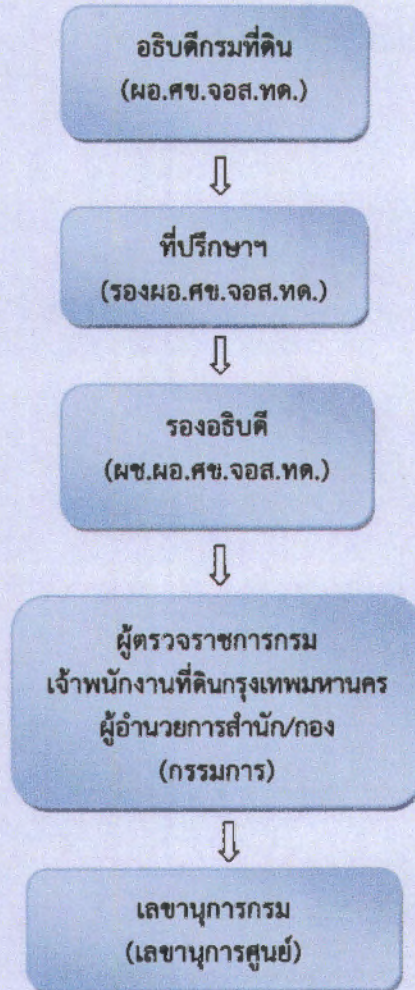 อธิบดีกรมที่ดิน
(ผอ.ศข.จอส.ทด.)
ที่ปรึกษาฯ
(รองผอ.ศข.จอส.ทด.)
รองอธิบดี
(ผช.ผอ.ศข.จอส.ทด.)
ผู้ตรวจราชการกรม
เจ้าพนักงานที่ดินกรุงเทพมหานคร
ผู้อำนวยการสำนัก/กอง
(กรรมการ)
เลขานุการกรม
(เลขานุการศูนย์)